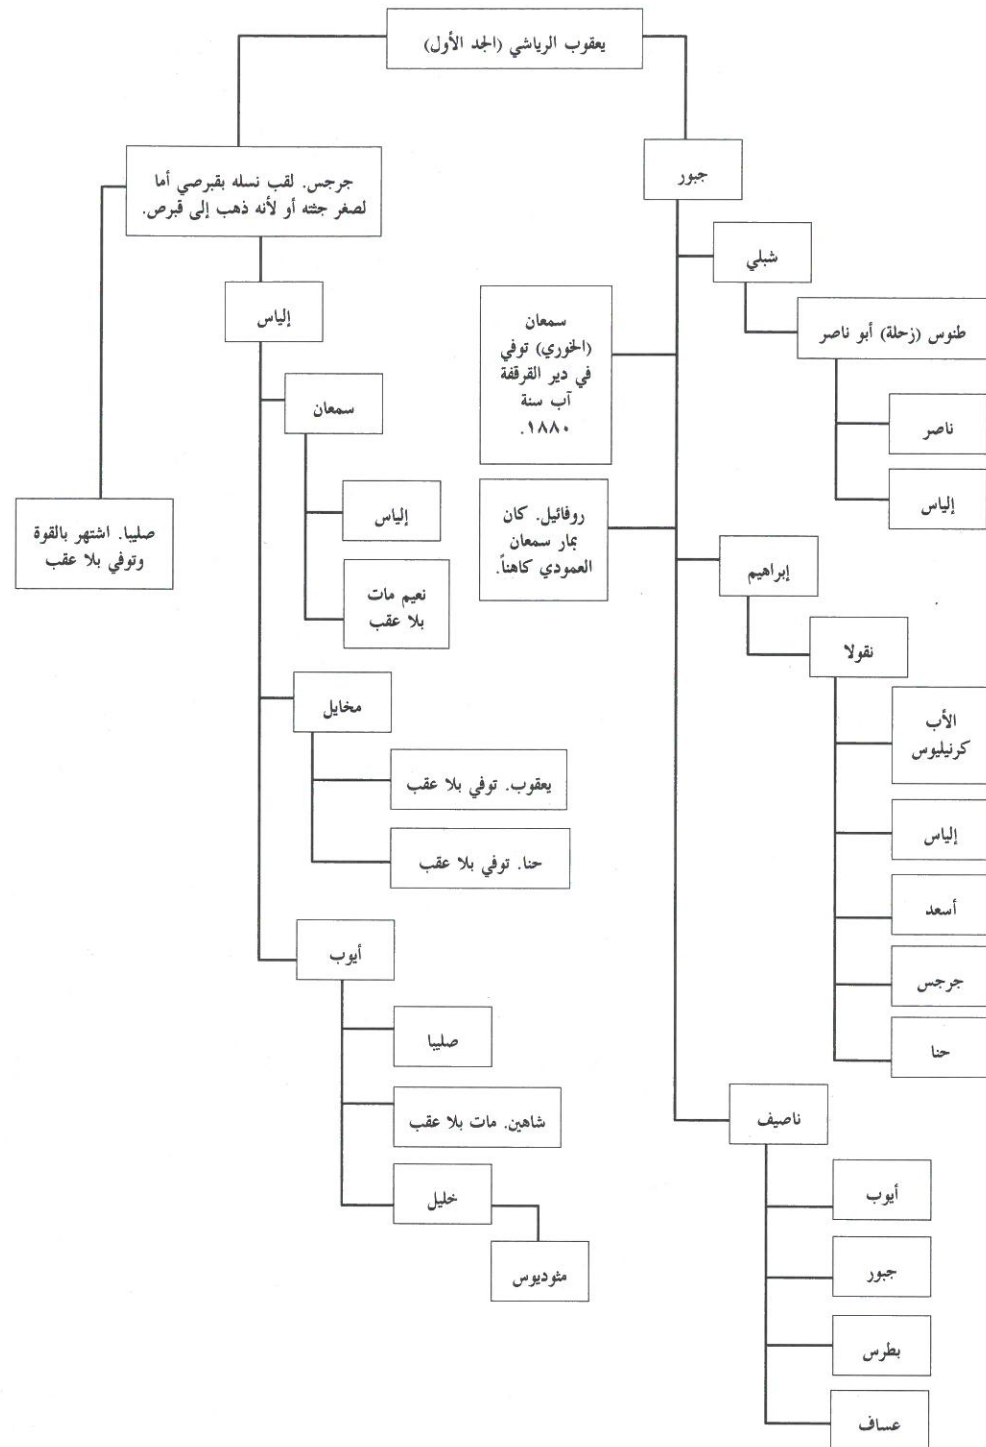 يعقوب الرياشي (الجد الأول)
جبور
شبلي
طنوس (زحلة) أبو ناصر
ناصر
إلياس
سمعان
(الخوري) توفي
في دير القرقفة
آب سنة
١٨٨٠.
روفائيل. كان
بمار سمعان
العمودي كاهناً.
إبراهيم
نقولا
الأب
كرنيليوس
إلياس
أسعد
جرجس
حنا
ناصيف
أيوب
جبور
بطرس
عساف
جرجس. لقب نسله بقبرصي أما
لصغر جثته أو لأنه ذهب إلى قبرص.
إلياس
سمعان
إلياس
نعيم مات
بلا عقب
مخايل
يعقوب. توفي بلا عقب
حنا. توفي بلا عقب
أيوب
صليبا
شاهين. مات بلا عقب
خليل
مثوديوس
صليبا. اشتهر بالقوة
وتوفي بلا عقب